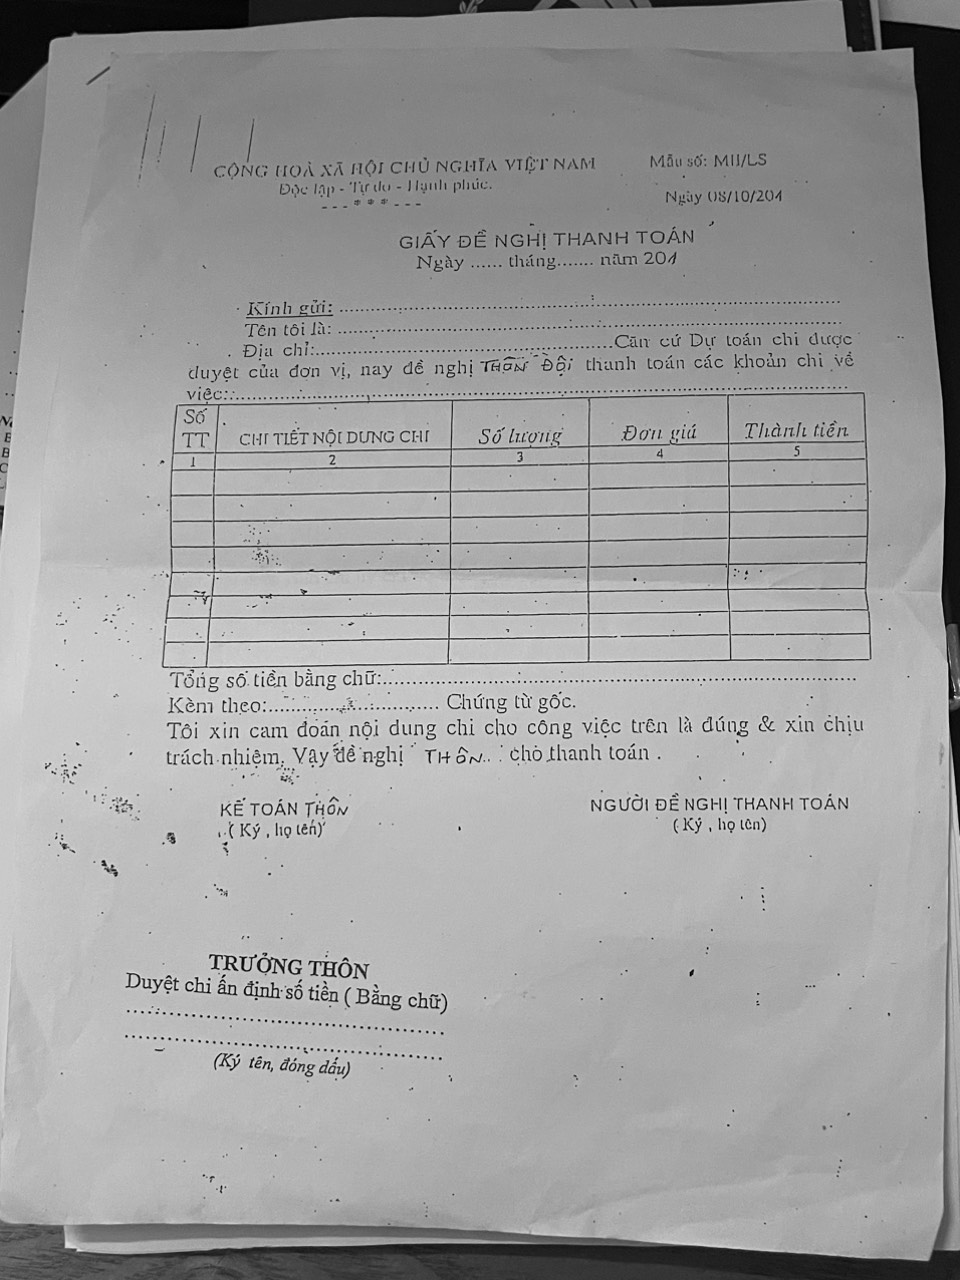 CỘNG HOÀ XÃ HỘI CHỦ NGHĨA VIỆT NAM
Mẫu số: M11/LS
Độc lập - Tự do - Hạnh phúc.
- - - * * * - - -
Ngày 08/10/201
GIẤY ĐỀ NGHỊ THANH TOÁN
Ngày ...... tháng....... năm 201
Kính gửi: ........................................
Tên tôi là: ........................................
Địa chỉ:........................................Căn cứ Dự toán chi được
duyệt của đơn vị, nay đề nghị THÔN ĐỘI thanh toán các khoản chi về
việc:........................................
Số TT CHI TIẾT NỘI DUNG CHI Số lượng Đơn giá Thành tiền
1 2 3 4 5
Tổng số tiền bằng chữ:........................................
Kèm theo:........................ Chứng từ gốc.
Tôi xin cam đoan nội dung chi cho công việc trên là đúng & xin chịu
trách nhiệm. Vậy đề nghị THÔN... cho thanh toán .
KẾ TOÁN THÔN NGƯỜI ĐỀ NGHỊ THANH TOÁN
( Ký , họ tên) ( Ký , họ tên)
TRƯỞNG THÔN
Duyệt chi ấn định số tiền ( Bằng chữ)
........................................
........................................
(Ký tên, đóng dấu)